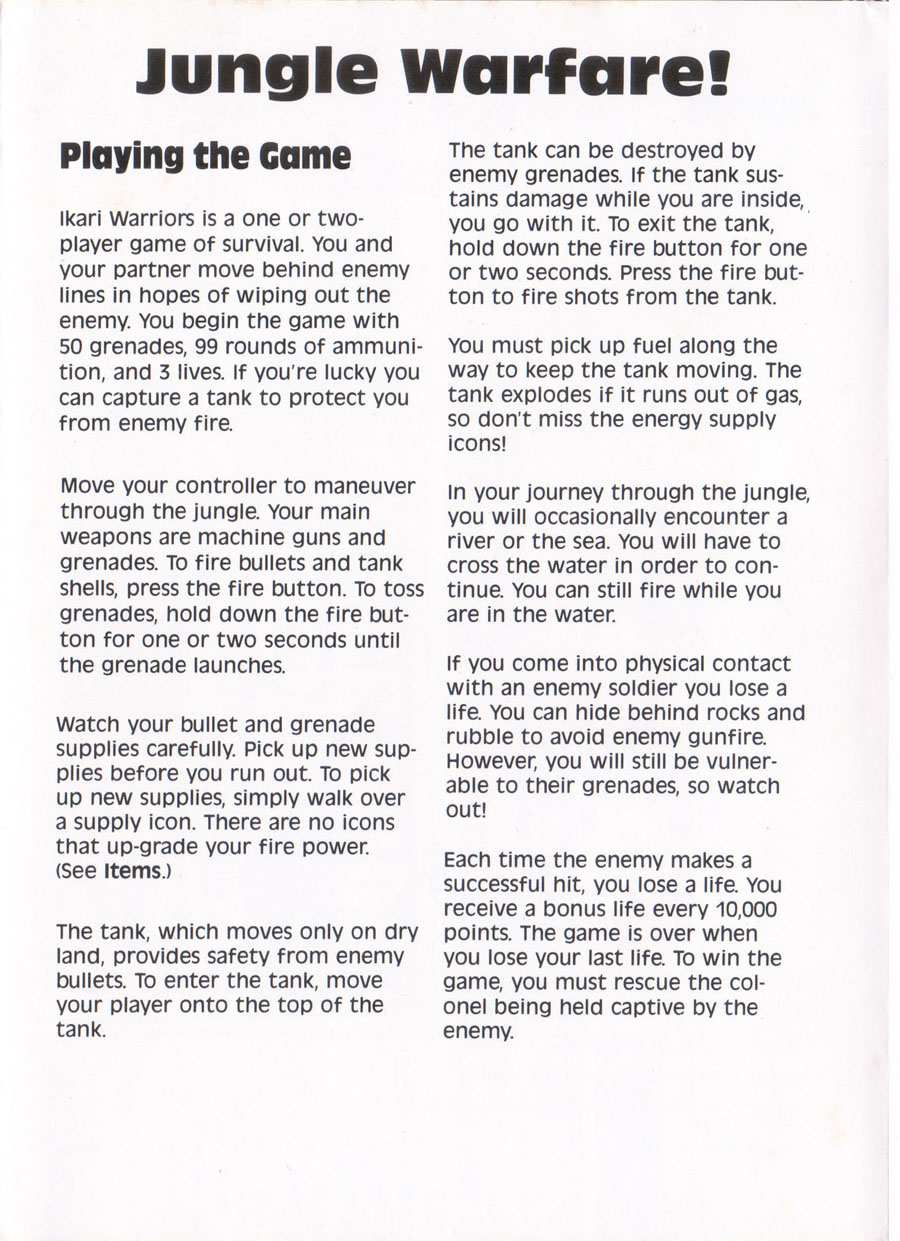 Jungle Warfare!
Playing the Game
Ikari Warriors is a one or two-
player game of survival. You and
your partner move behind enemy
lines in hopes of wiping out the
enemy. You begin the game with
50 grenades, 99 rounds of ammuni-
tion, and 3 lives. If you're lucky you
can capture a tank to protect you
from enemy fire.
Move your controller to maneuver
through the jungle. Your main
weapons are machine guns and
grenades. To fire bullets and tank
shells, press the fire button. To toss
grenades, hold down the fire but-
ton for one or two seconds until
the grenade launches.
Watch your bullet and grenade
supplies carefully. Pick up new sup-
plies before you run out. To pick
up new supplies, simply walk over
a supply icon. There are no icons
that up-grade your fire power.
(See Items.)
The tank, which moves only on dry
land, provides safety from enemy
bullets. To enter the tank, move
your player onto the top of the
tank.
The tank can be destroyed by
enemy grenades. If the tank sus-
tains damage while you are inside,
you go with it. To exit the tank,
hold down the fire button for one
or two seconds. Press the fire but-
ton to fire shots from the tank.
You must pick up fuel along the
way to keep the tank moving. The
tank explodes if it runs out of gas,
so don't miss the energy supply
icons!
In your journey through the jungle,
you will occasionally encounter a
river or the sea. You will have to
cross the water in order to con-
tinue. You can still fire while you
are in the water.
If you come into physical contact
with an enemy soldier you lose a
life. You can hide behind rocks and
rubble to avoid enemy gunfire.
However, you will still be vulner-
able to their grenades, so watch
out!
Each time the enemy makes a
successful hit, you lose a life. You
receive a bonus life every 10,000
points. The game is over when
you lose your last life. To win the
game, you must rescue the col-
onel being held captive by the
enemy.